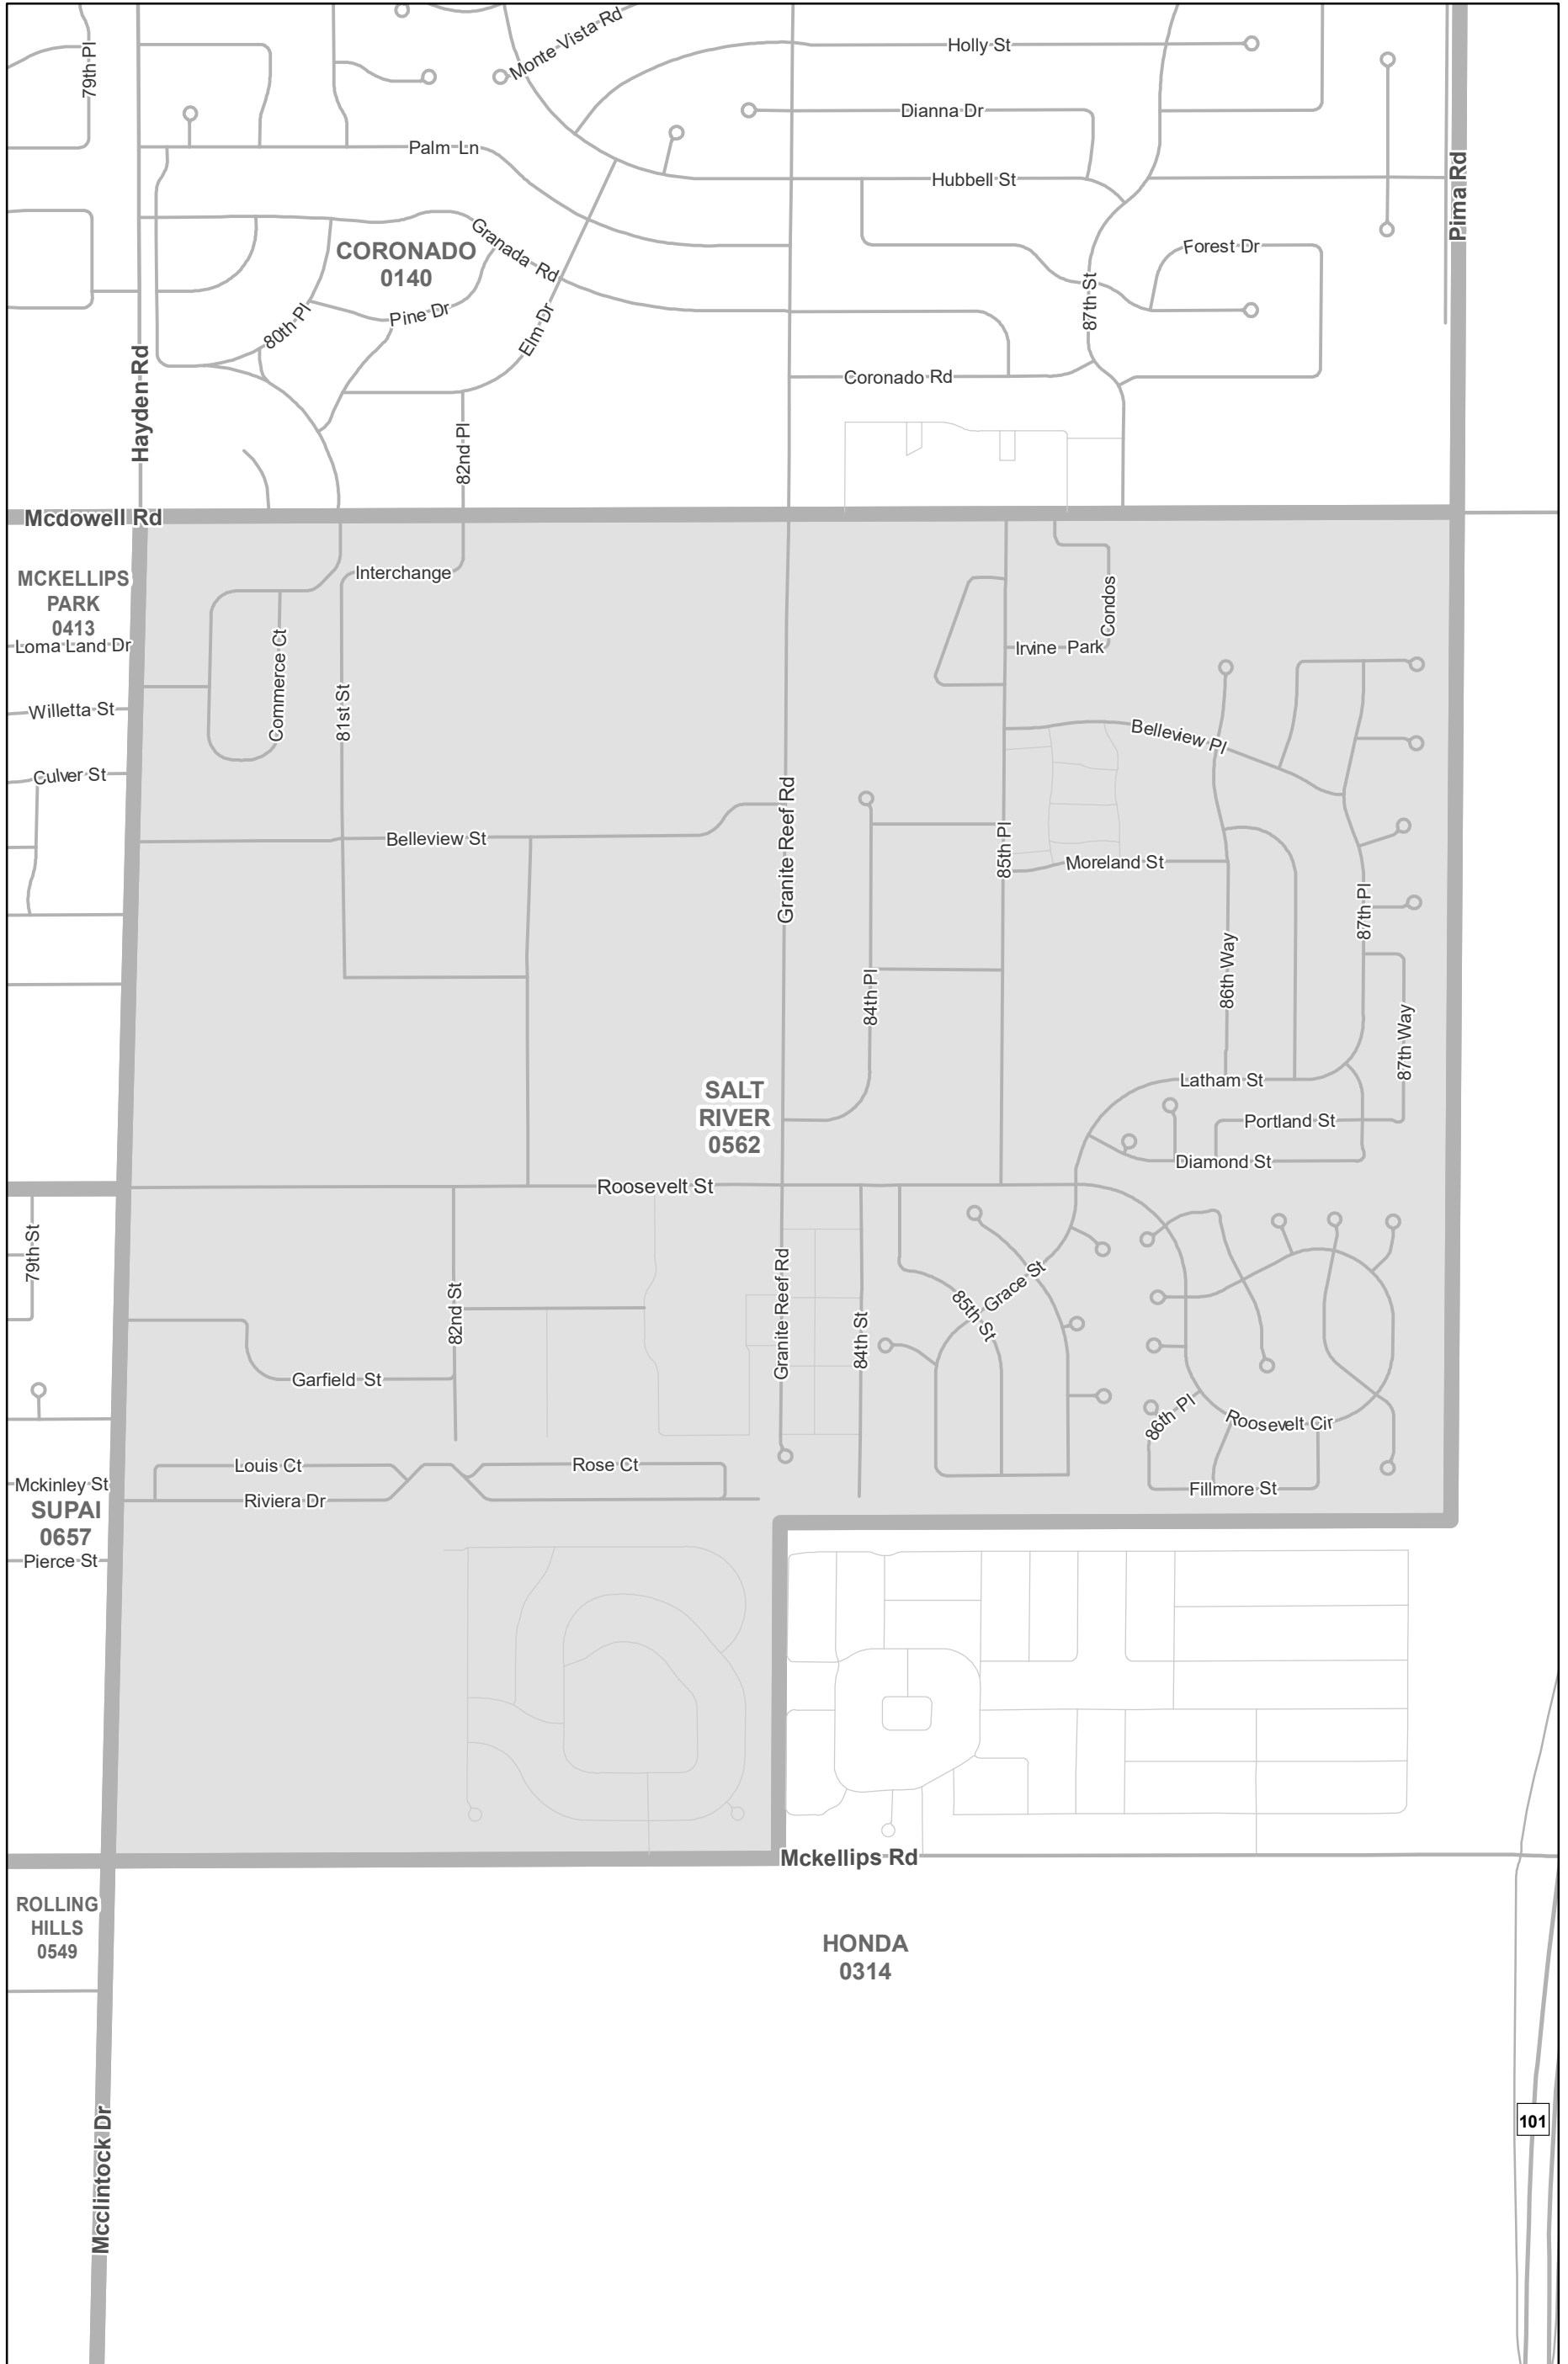 79th Pl
Monte Vista Rd
Holly St
Dianna Dr
Palm Ln
Hubbell St
Pima Rd
CORONADO
0140
Granada Rd
Forest Dr
80th Pl
Pine Dr
Elm Dr
87th St
Hayden Rd
Coronado Rd
82nd Pl
Mcdowell Rd
MCKELLIPS
PARK
0413
Interchange
Condos
Loma Land Dr
Irvine Park
Commerce Ct
81st St
Willetta St
Belleview Pl
Culver St
Granite Reef Rd
Belleview St
85th Pl
Moreland St
87th Pl
86th Way
84th Pl
87th Way
SALT
RIVER
0562
Latham St
Portland St
Diamond St
Roosevelt St
79th St
82nd St
Granite Reef Rd
84th St
Grace St
85th St
Garfield St
86th Pl
Roosevelt Cir
Louis Ct
Rose Ct
Mckinley St
Riviera Dr
Fillmore St
SUPAI
0657
Pierce St
Mckellips Rd
ROLLING
HILLS
0549
HONDA
0314
Mcclintock Dr
101